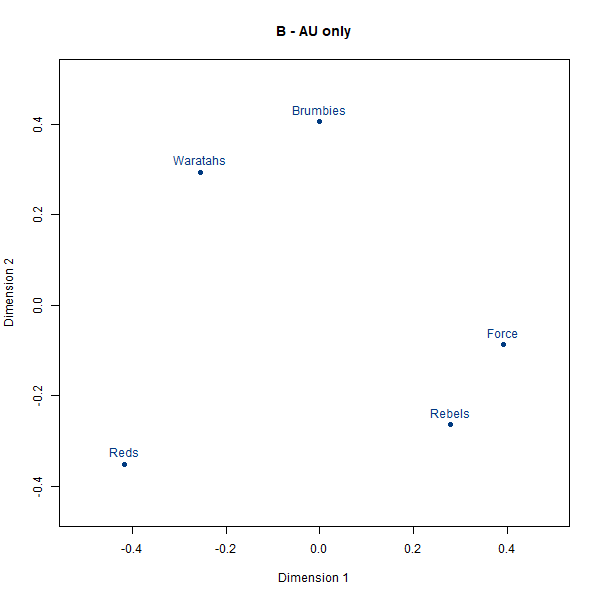 B - AU only
Brumbies
Waratahs
Force
Rebels
Reds
Dimension 2
0.4
0.2
0.0
-0.2
-0.4
-0.4
-0.2
0.0
0.2
0.4
Dimension 1